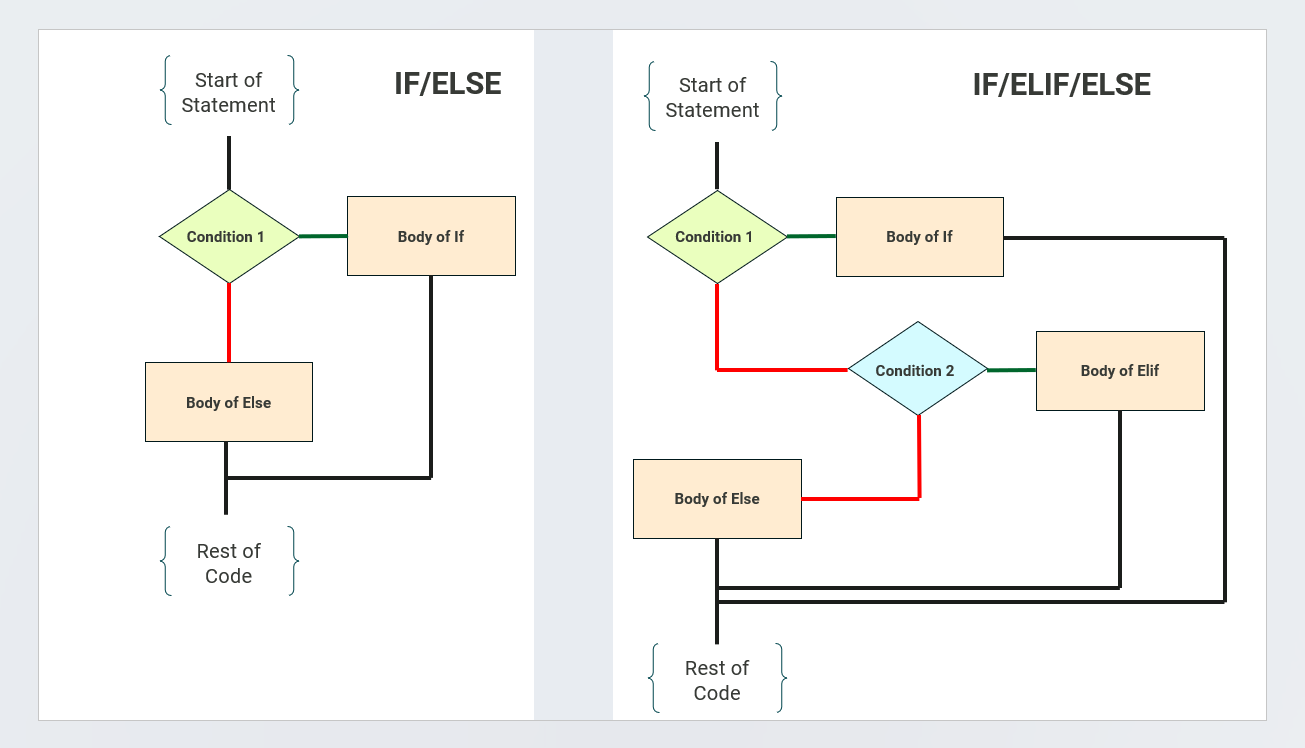 IF/ELSE
Start of
Statement
Condition 1
Body of If
Body of Else
Rest of
Code
IF/ELIF/ELSE
Start of
Statement
Condition 1
Body of If
Condition 2
Body of Elif
Body of Else
Rest of
Code